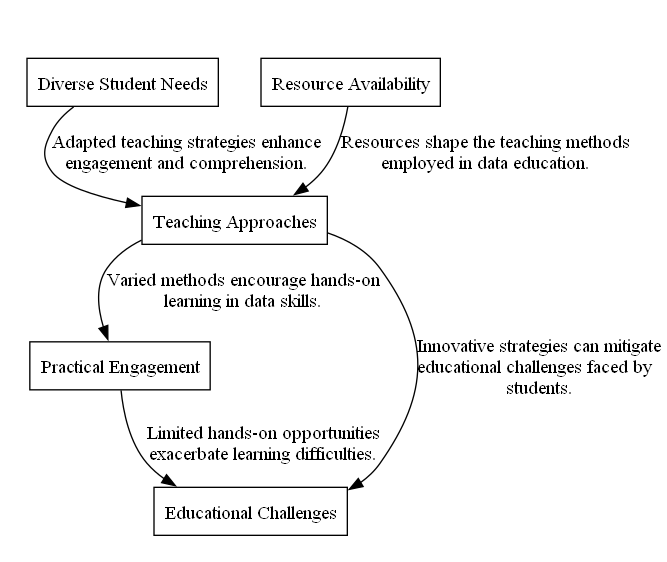 Diverse Student Needs
Resource Availability
Adapted teaching strategies enhance
engagement and comprehension.
Resources shape the teaching methods
employed in data education.
Teaching Approaches
Varied methods encourage hands-on
learning in data skills.
Practical Engagement
Innovative strategies can mitigate
educational challenges faced by
students.
Limited hands-on opportunities
exacerbate learning difficulties.
Educational Challenges